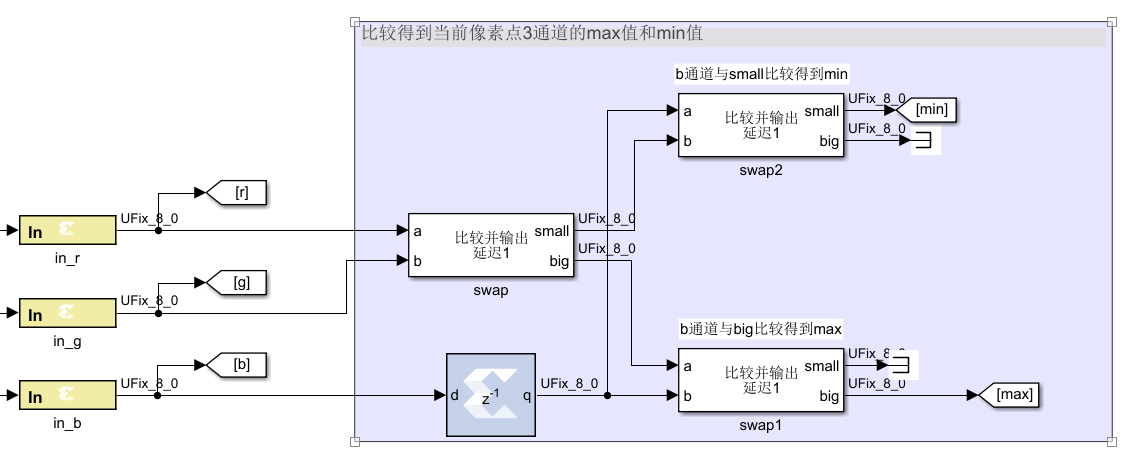 比较得到当前像素点3通道的max值和min值
b通道与small比较得到min
UFix_8_0
a
比较并输出
延迟1
small
[min]
UFix_8_0
b
big
swap2
[r]
UFix_8_0
In
in_r
a
比较并输出
延迟1
small
UFix_8_0
b
big
UFix_8_0
swap
[g]
UFix_8_0
In
in_g
b通道与big比较得到max
[b]
UFix_8_0
In
in_b
d
z-1
q
UFix_8_0
a
比较并输出
延迟1
small
UFix_8_0
b
big
UFix_8_0
[max]
swap1